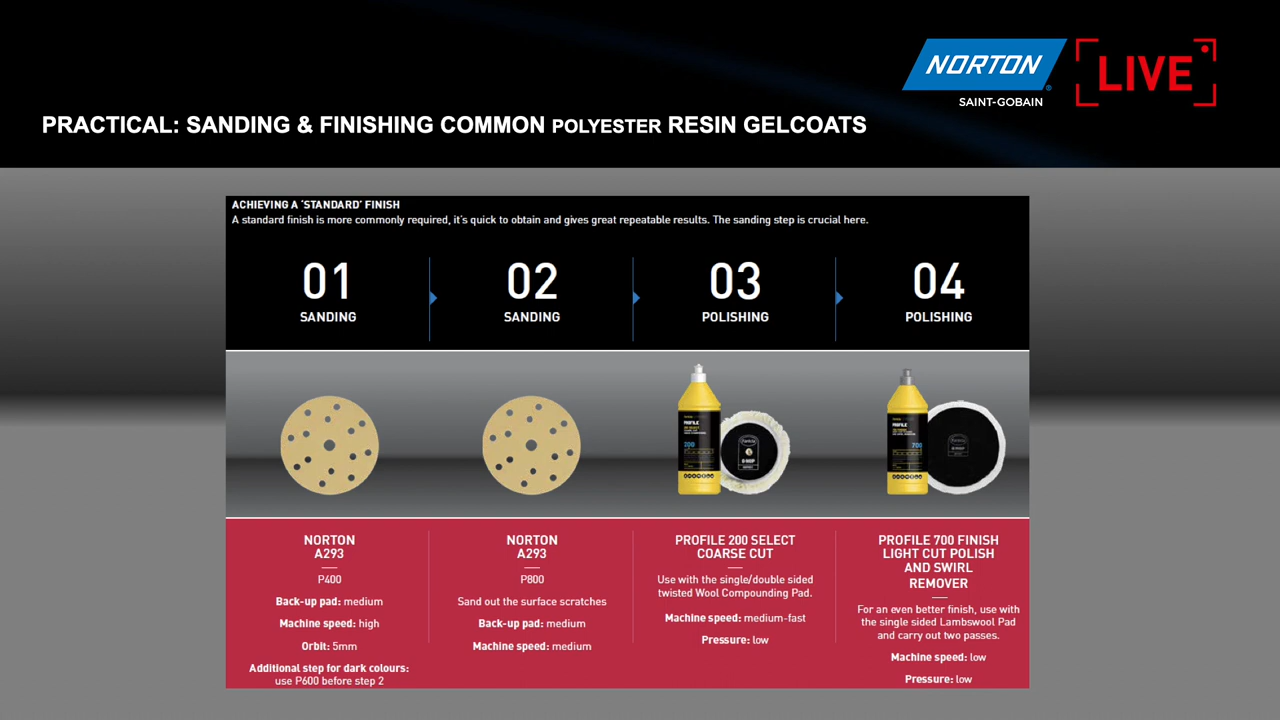 NORTON
SAINT-GOBAIN
LIVE
PRACTICAL: SANDING & FINISHING COMMON POLYESTER RESIN GELCOATS
ACHIEVING A ‘STANDARD’ FINISH
A standard finish is more commonly required, it's quick to obtain and gives great repeatable results. The sanding step is crucial here.
01
SANDING
02
SANDING
03
POLISHING
04
POLISHING
PROFILE
200
G-MOP
PROFILE
700
NORTON
A293
P400
Back-up pad: medium
Machine speed: high
Orbit: 5mm
Additional step for dark colours:
use P600 before step 2
NORTON
A293
P800
Sand out the surface scratches
Back-up pad: medium
Machine speed: medium
PROFILE 200 SELECT
COARSE CUT
Use with the single/double sided
twisted Wool Compounding Pad.
Machine speed: medium-fast
Pressure: low
PROFILE 700 FINISH
LIGHT CUT POLISH
AND SWIRL
REMOVER
For an even better finish, use with
the single sided Lambswool Pad
and carry out two passes.
Machine speed: low
Pressure: low